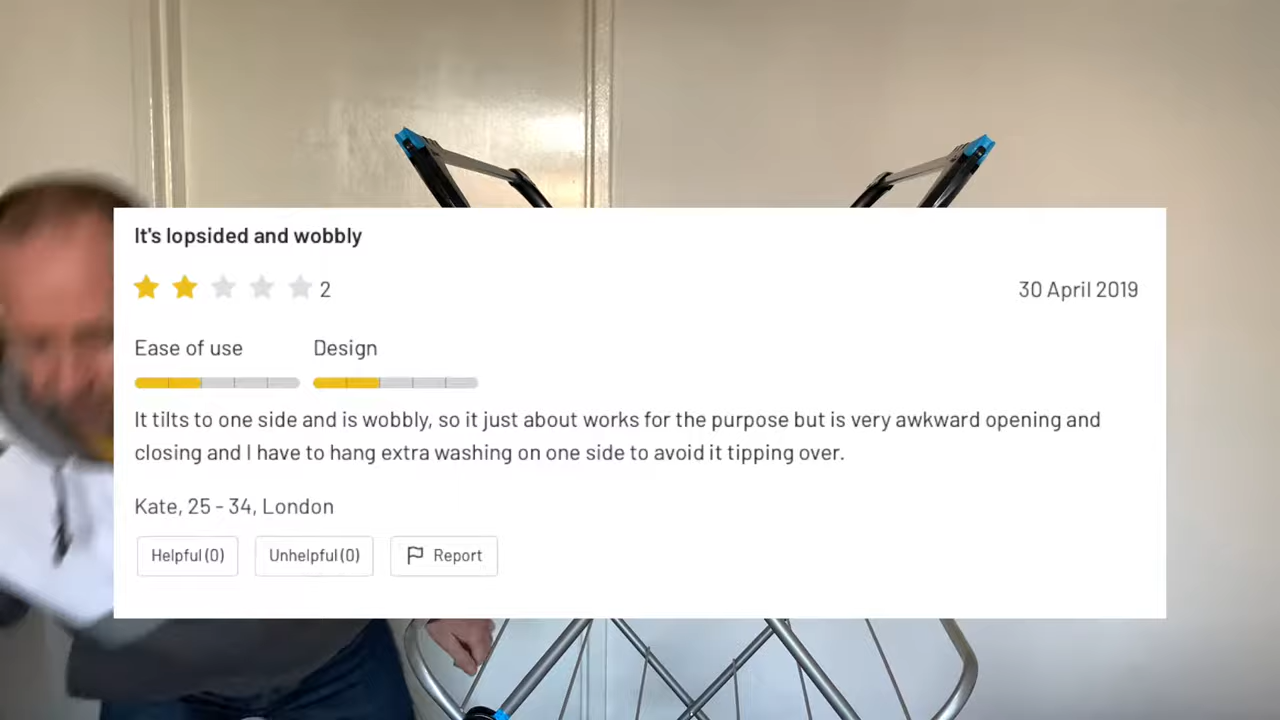 It's lopsided and wobbly
2
30 April 2019
Ease of use
Design
It tilts to one side and is wobbly, so it just about works for the purpose but is very awkward opening and
closing and I have to hang extra washing on one side to avoid it tipping over.
Kate, 25 - 34, London
Helpful (0)
Unhelpful (0)
Report